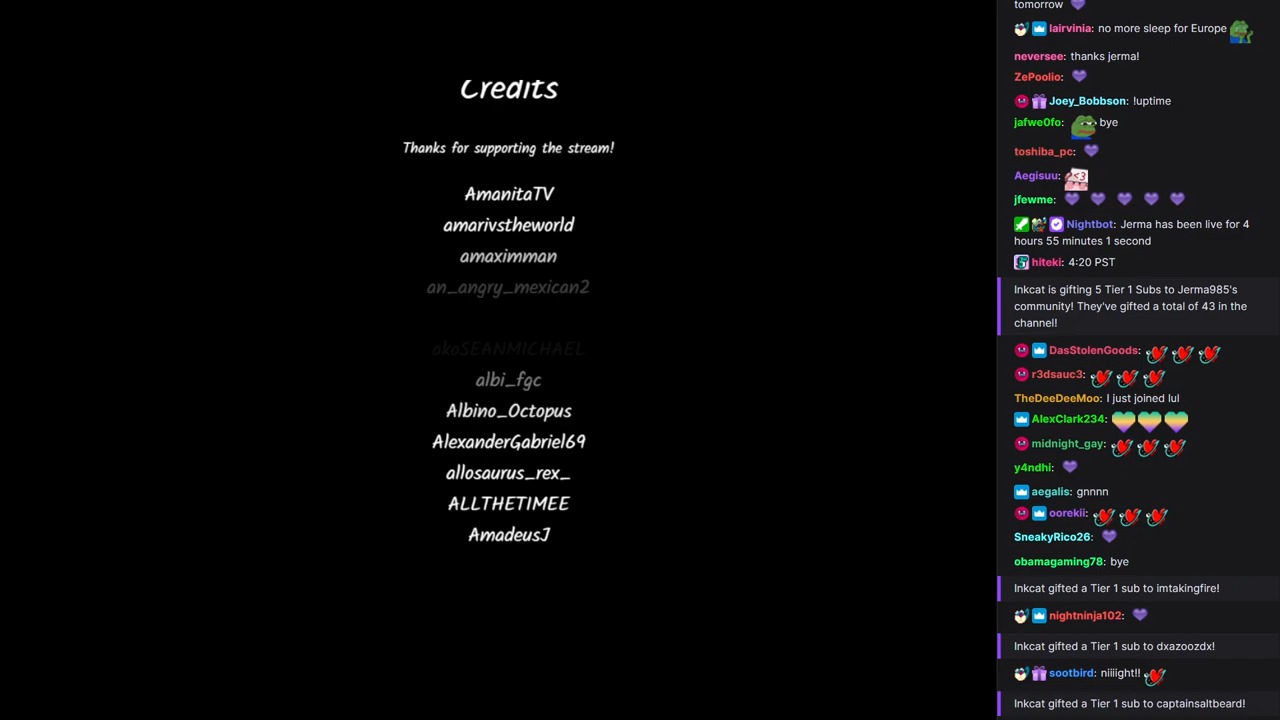 Credits
Thanks for supporting the stream!
AmanitaTV
amarivstheworld
amaximman
an_angry_mexican2
akaSEANMICHAEL
albi_fgc
Albino_Octopus
AlexanderGabriel69
allosaurus_rex_
ALLTHETIMEE
AmadeusJ
tomorrow
lairvinia: no more sleep for Europe
neversee: thanks jerma!
ZePoolio:
Joey_Bobbson: !uptime
jafwe0fo: bye
toshiba_pc:
Aegisuu: <3
jfewme:
Nightbot: Jerma has been live for 4
hours 55 minutes 1 second
hiteki: 4:20 PST
Inkcat is gifting 5 Tier 1 Subs to Jerma985's
community! They've gifted a total of 43 in the
channel!
DasStolenGoods:
r3dsauc3:
TheDeeDeeMoo: I just joined lul
AlexClark234:
midnight_gay:
y4ndhi:
aegalis: gnnnn
oorekii:
SneakyRico26:
obamagaming78: bye
Inkcat gifted a Tier 1 sub to imtakingfire!
nightninja102:
Inkcat gifted a Tier 1 sub to dxazoozdx!
sootbird: niiiight!!
Inkcat gifted a Tier 1 sub to captainsaltbeard!